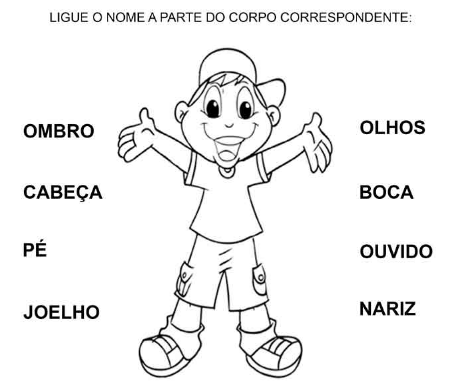 LIGUE O NOME A PARTE DO CORPO CORRESPONDENTE:
OMBRO
CABEÇA
PÉ
JOELHO
OLHOS
BOCA
OUVIDO
NARIZ